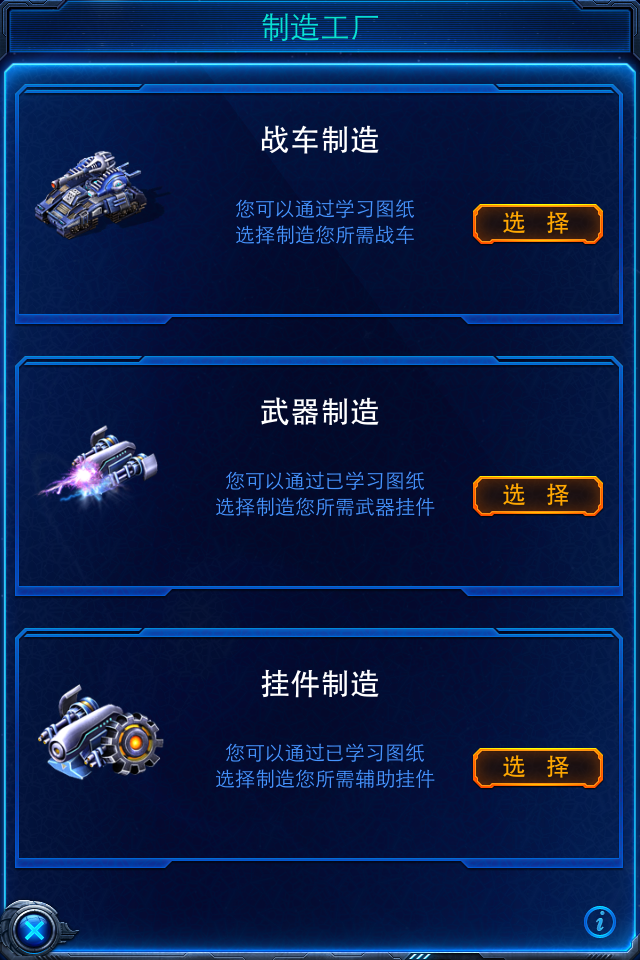 制造工厂
战车制造
您可以通过学习图纸
选择制造您所需战车
选 择
武器制造
您可以通过已学习图纸
选择制造您所需武器挂件
选 择
挂件制造
您可以通过已学习图纸
选择制造您所需辅助挂件
选 择